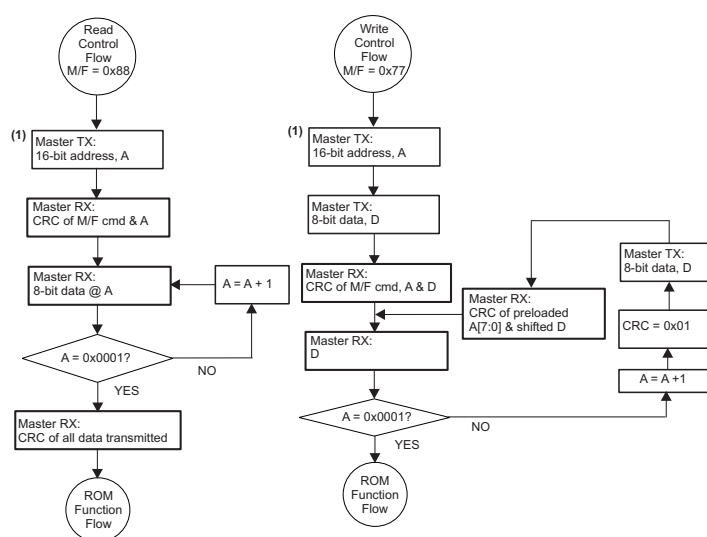 Read
Control
Flow
M/F = 0x88
(1)
Master TX:
16-bit address, A
Master RX:
CRC of M/F cmd & A
Master RX:
8-bit data @ A
A = A + 1
A = 0x0001?
NO
YES
Master RX:
CRC of all data transmitted
ROM
Function
Flow
Write
Control
Flow
M/F = 0x77
(1)
Master TX:
16-bit address, A
Master TX:
8-bit data, D
Master RX:
CRC of M/F cmd, A & D
Master RX:
D
A = 0x0001?
NO
YES
A = A +1
CRC = 0x01
Master TX:
8-bit data, D
Master RX:
CRC of preloaded
A[7:0] & shifted D
ROM
Function
Flow